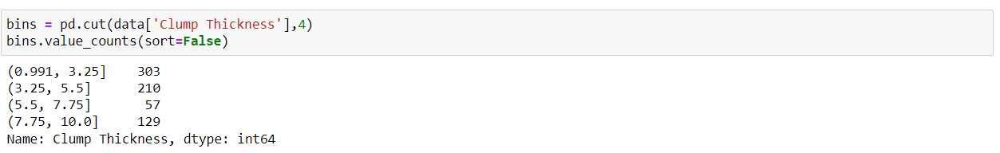 bins = pd.cut(data['Clump Thickness'],4)
bins.value_counts(sort=False)
(0.991, 3.25]    303
(3.25, 5.5]      210
(5.5, 7.75]       57
(7.75, 10.0]     129
Name: Clump Thickness, dtype: int64